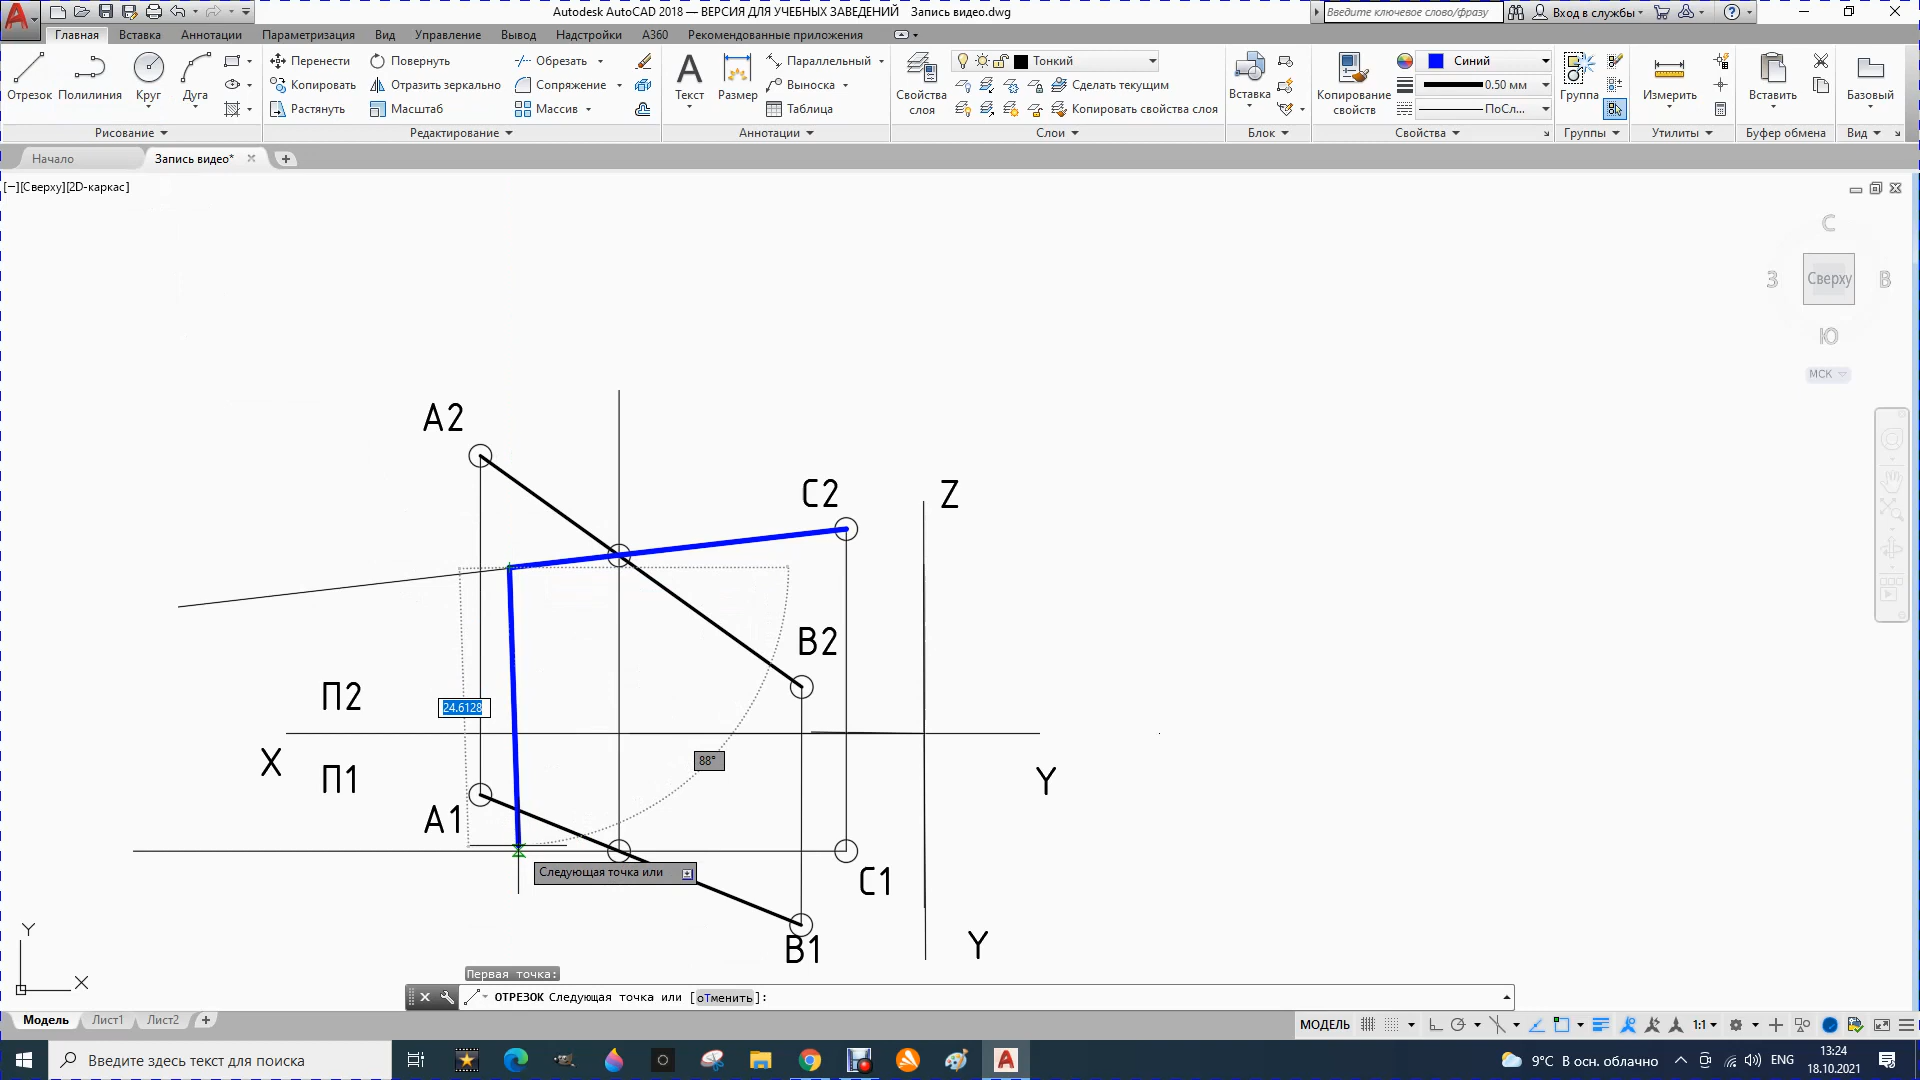 Autodesk AutoCAD 2018 — ВЕРСИЯ ДЛЯ УЧЕБНЫХ ЗАВЕДЕНИЙ Запись видео.dwg
Введите ключевое слово/фразу
Вход в службы
Главная Вставка Аннотации Параметризация Вид Управление Вывод Надстройки A360 Рекомендованные приложения
Отрезок Полилиния Круг Дуга
Рисование
Перенести Повернуть Обрезать
Копировать Отразить зеркально Сопряжение
Растянуть Масштаб Массив
Редактирование
Текст Размер
Параллельный
Выноска
Таблица
Аннотации
Свойства слоя
Тонкий
Сделать текущим
Копировать свойства слоя
Слои
Вставка
Блок
Копирование свойств
Синий
0.50 мм
ПоСл...
Свойства
Группа
Группы
Измерить
Утилиты
Вставить
Буфер обмена
Базовый
Вид
Начало Запись видео*
[−][Сверху][2D-каркас]
С
З Сверху В
Ю
МСК
A2
C2 Z
B2
П2
24.6128
X
88°
П1
Y
A1
Следующая точка или
C1
B1 Y
Y
X
Первая точка:
ОТРЕЗОК Следующая точка или [оТменить]:
Модель Лист1 Лист2
МОДЕЛЬ 1:1
Введите здесь текст для поиска
9°C В осн. облачно
ENG
13:24
18.10.2021